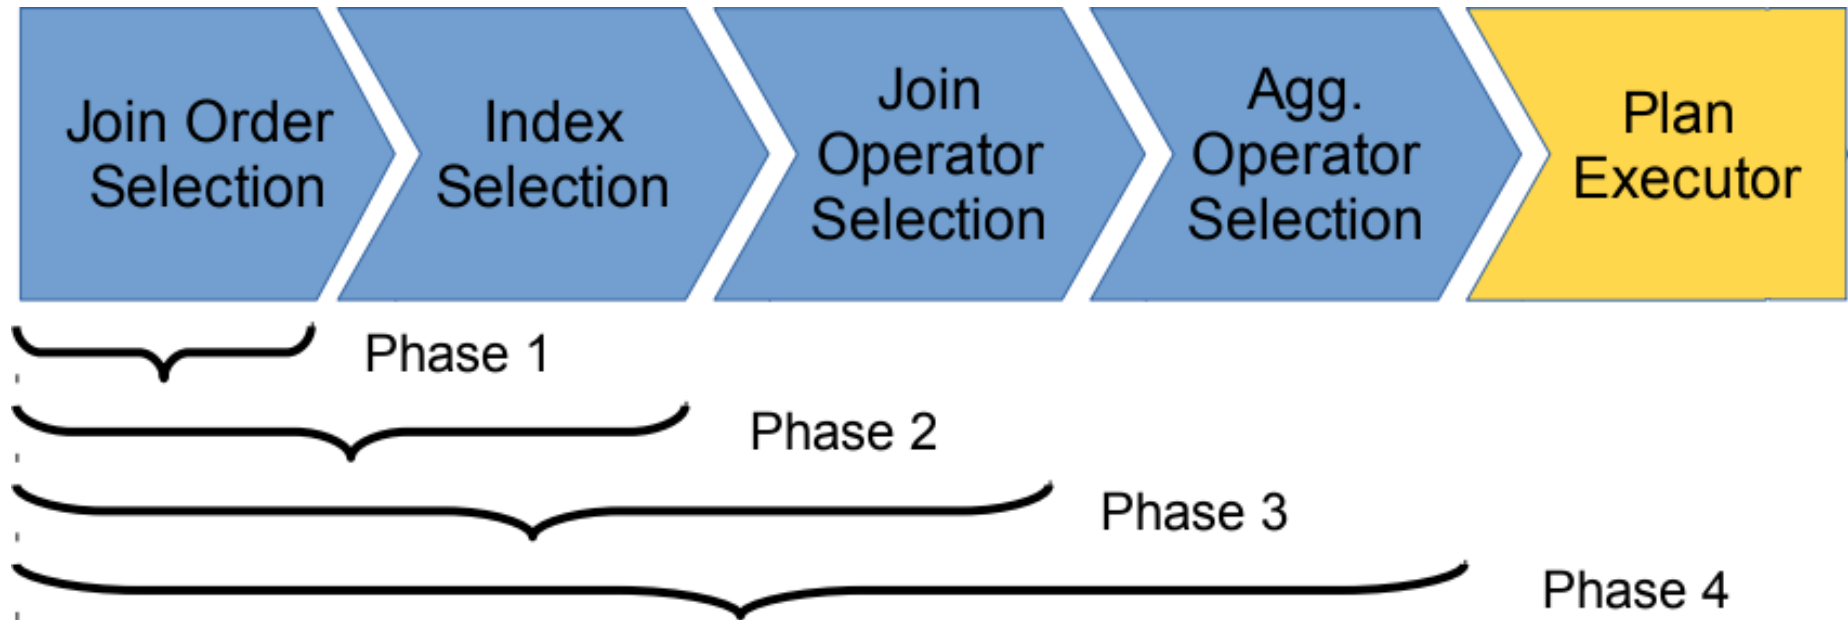 Join Order
Selection
Index
Selection
Join
Operator
Selection
Agg.
Operator
Selection
Plan
Executor
Phase 1
Phase 2
Phase 3
Phase 4